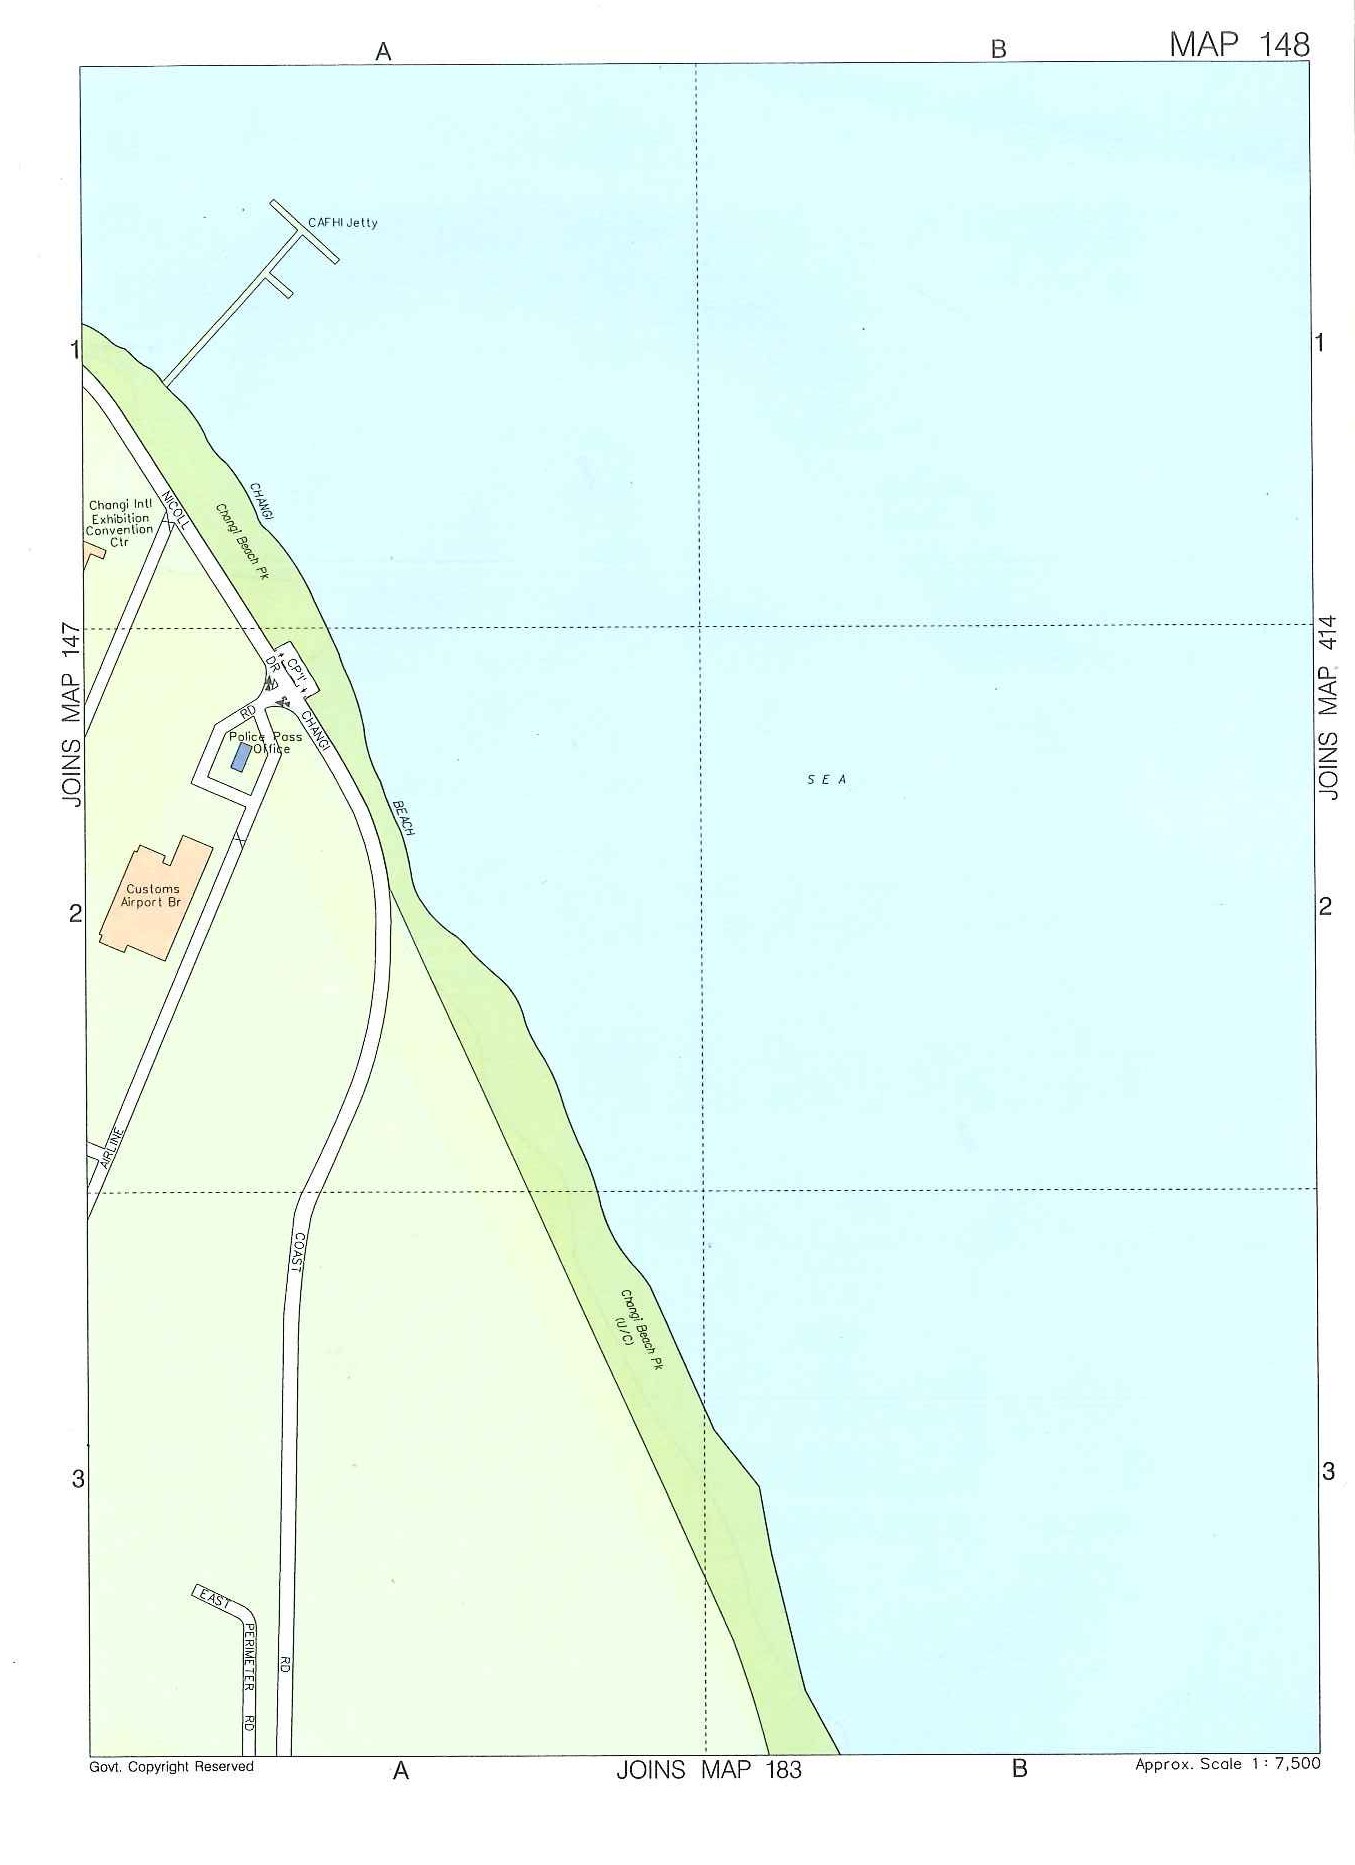 A
B
MAP 148
CAFHI Jetty
1
1
Changi Intl
Exhibition
Convention
Ctr
NICOLL
CHANGI
Changi Beach Pk
JOINS MAP 147
JOINS MAP 414
DR
CP'1'
RD
CHANGI
Police Pass
Office
SEA
BEACH
Customs
Airport Br
2
2
AIRLINE
COAST
Changi Beach Pk
(U/C)
3
3
EAST
PERIMETER RD
RD
Govt. Copyright Reserved
A
JOINS MAP 183
B
Approx. Scale 1 : 7,500